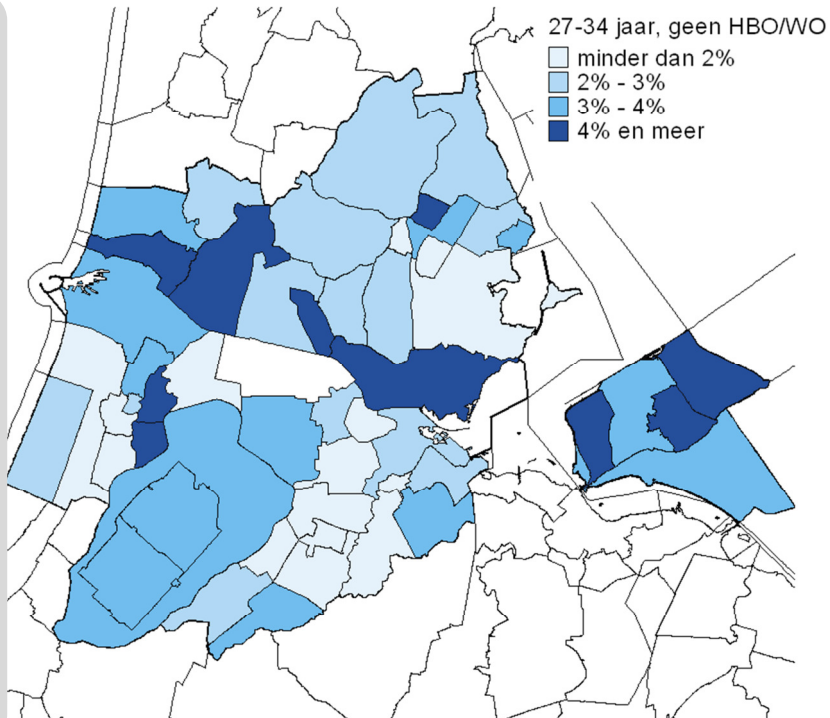 27-34 jaar, geen HBO/WO
minder dan 2%
2% - 3%
3% - 4%
4% en meer